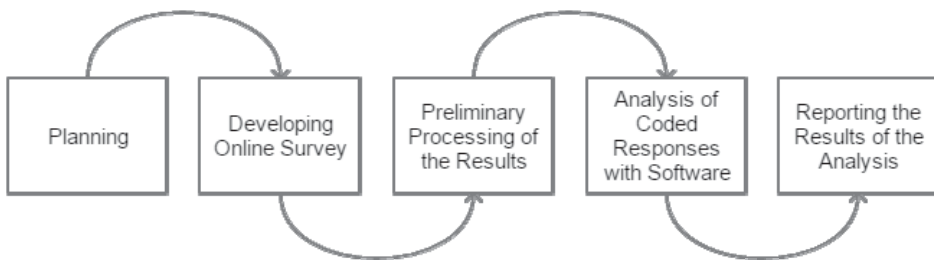 Planning
Developing
Online Survey
Preliminary
Processing of
the Results
Analysis of
Coded
Responses
with Software
Reporting the
Results of the
Analysis